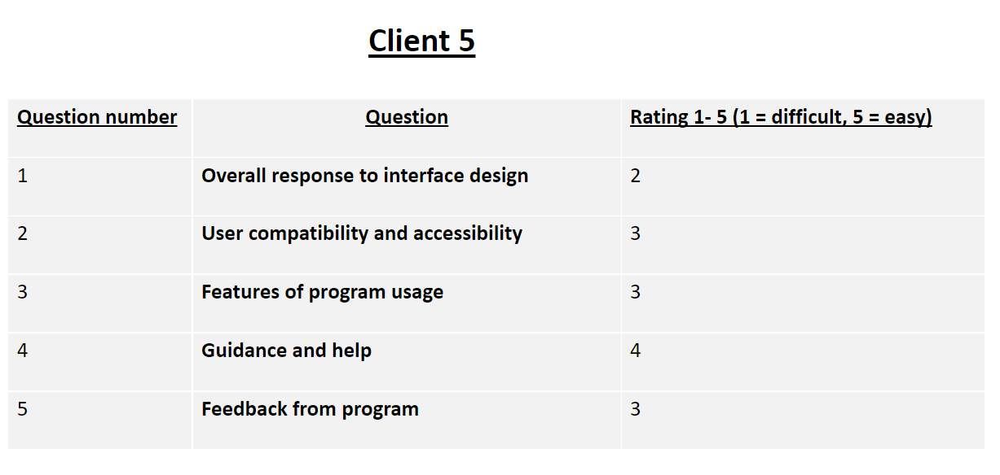 Client 5
Question number Question Rating 1- 5 (1 = difficult, 5 = easy)
1 Overall response to interface design 2
2 User compatibility and accessibility 3
3 Features of program usage 3
4 Guidance and help 4
5 Feedback from program 3